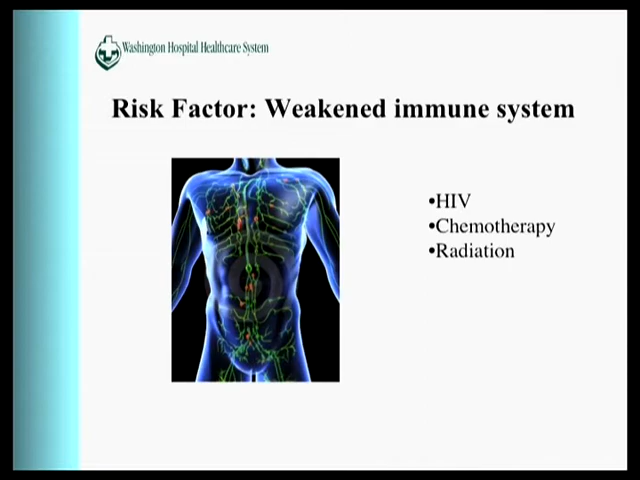 Washington Hospital Healthcare System
Risk Factor: Weakened immune system
•HIV
•Chemotherapy
•Radiation